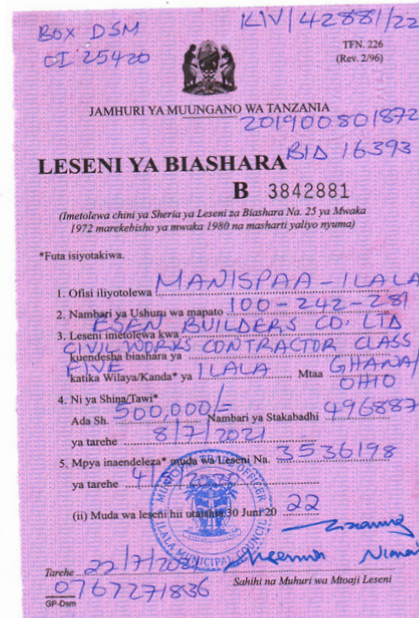 BOX DSM KIV/42881/22
CI 25420
TFN. 226
(Rev. 2/96)
JAMHURI YA MUUNGANO WA TANZANIA
201900801872
LESENI YA BIASHARA BID 16393
B 3842881
(Imetolewa chini ya Sheria ya Leseni za Biashara Na. 25 ya Mwaka
1972 marekebisho ya mwaka 1980 na masharti yaliyo nyuma)
*Futa isiyotakiwa.
1. Ofisi iliyotolewa MANISPAA - ILALA
2. Nambari ya Ushuru wa mapato 100-242-281
3. Leseni imetolewa kwa ESEN BUILDERS CO. LTD
kuendesha biashara ya CIVIL WORKS CONTRACTOR CLASS
FIVE
katika Wilaya/Kanda* ya ILALA Mtaa GHANA/
OHIO
4. Ni ya Shina/Tawi*
Ada Sh. 500,000/= Nambari ya Stakabadhi 496887
ya tarehe 8/7/2021
5. Mpya inaendeleza* muda wa Leseni Na. 3536198
ya tarehe
(ii) Muda wa leseni hii utaishia 30 Juni 20 22
ILALA MUNICIPAL COUNCIL
Tarehe 22/7/2021
0767271836 Sahihi na Muhuri wa Mtoaji Leseni
GP-Dsm